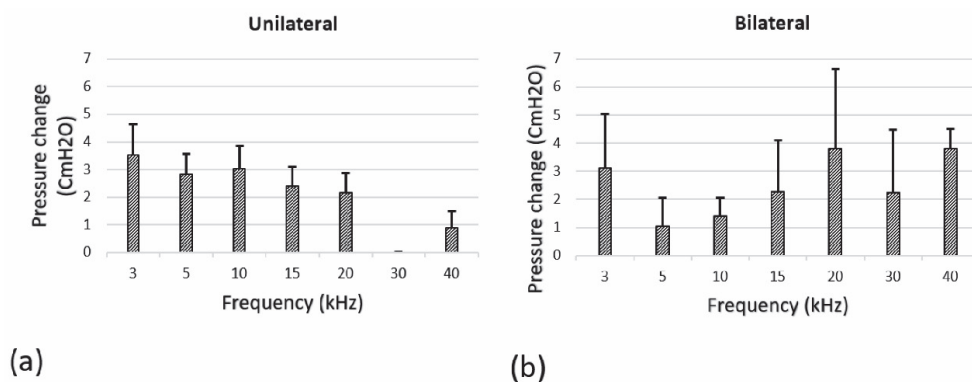 Unilateral
Pressure change
(CmH2O)
7
6
5
4
3
2
1
0
3 5 10 15 20 30 40
Frequency (kHz)
(a)
Bilateral
Pressure change (CmH2O)
7
6
5
4
3
2
1
0
3 5 10 15 20 30 40
Frequency (kHz)
(b)